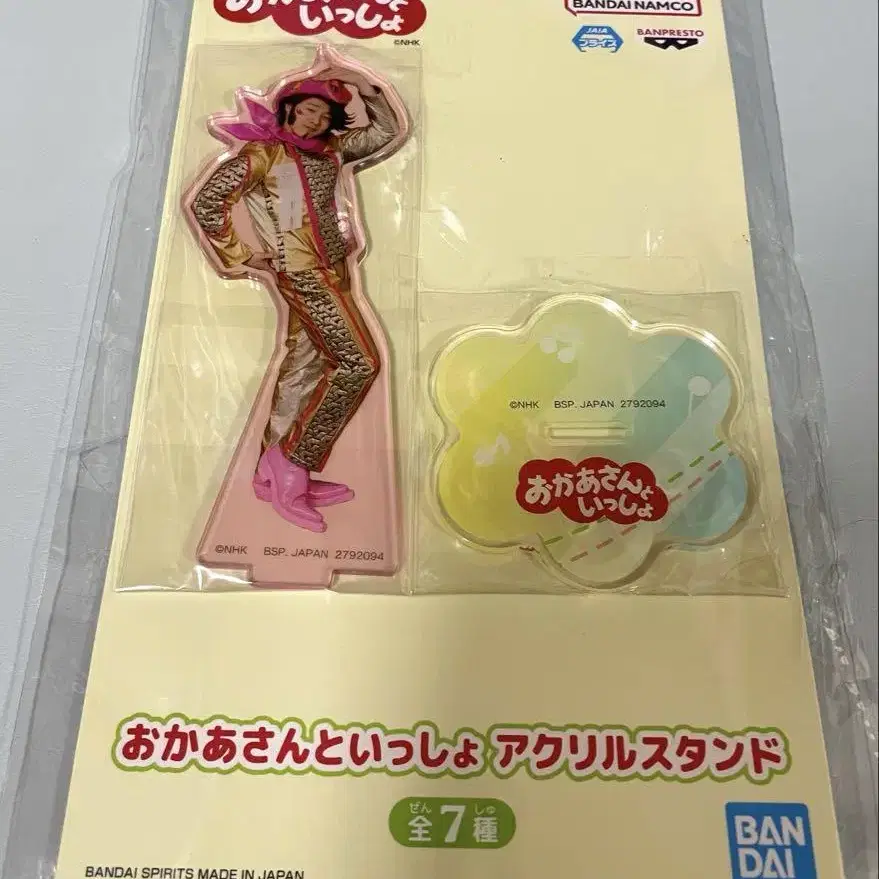 おかあさんと
いっしょ
©NHK
BANDAI NAMCO
JAIA
プライズ
BANPRESTO
©NHK BSP. JAPAN 2792094
おかあさんと
いっしょ
©NHK BSP. JAPAN 2792094
おかあさんといっしょ アクリルスタンド
ぜん しゅ
全7種
BANDAI SPIRITS MADE IN JAPAN
BAN
DAI